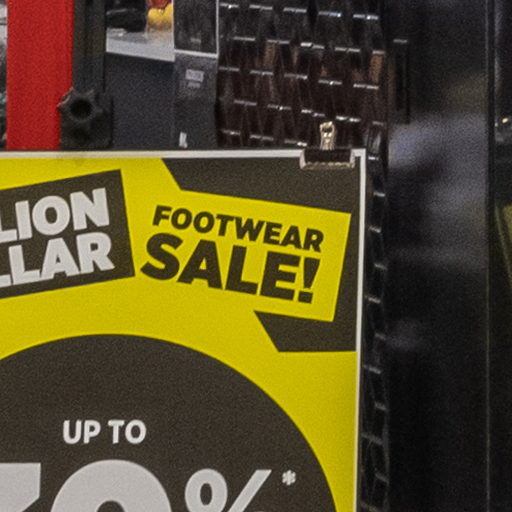 LION
LLAR
FOOTWEAR
SALE!
UP TO
%*